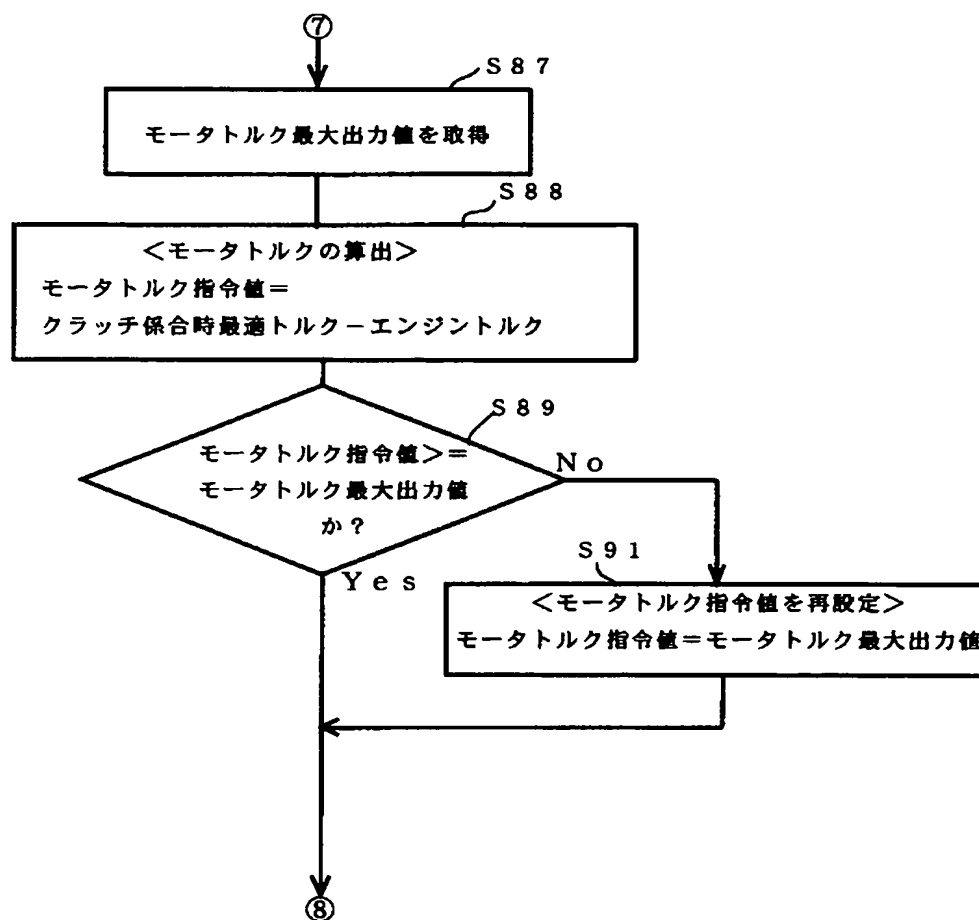 ⑦
S87
モータトルク最大出力値を取得
S88
＜モータトルクの算出＞
モータトルク指令値＝
クラッチ係合時最適トルク－エンジントルク
S89
モータトルク指令値＞＝
モータトルク最大出力値
か？
No
Yes
S91
＜モータトルク指令値を再設定＞
モータトルク指令値＝モータトルク最大出力値
⑧